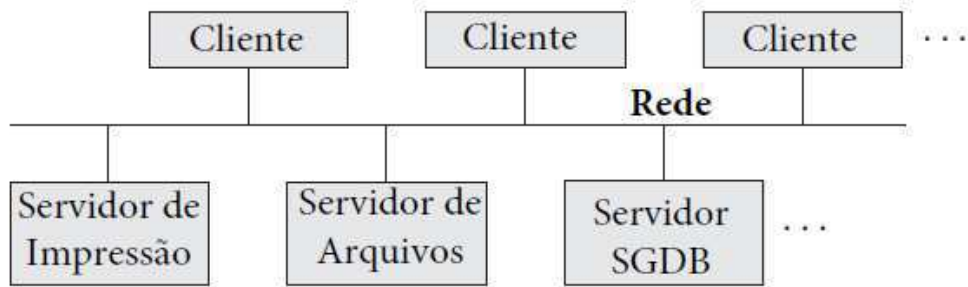 Cliente Cliente Cliente ...
Rede
Servidor de Servidor de Servidor ...
Impressão Arquivos SGDB